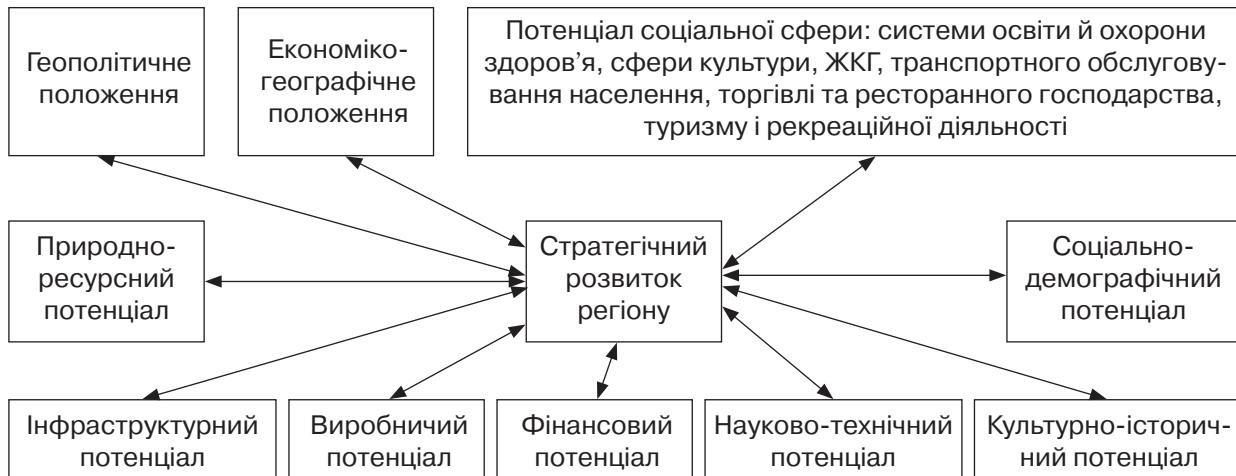 Геополітичне
положення
Економіко-
географічне
положення
Потенціал соціальної сфери: системи освіти й охорони
здоров’я, сфери культури, ЖКГ, транспортного обслугову-
вання населення, торгівлі та ресторанного господарства,
туризму і рекреаційної діяльності
Природно-
ресурсний
потенціал
Стратегічний
розвиток
регіону
Соціально-
демографічний
потенціал
Інфраструктурний
потенціал
Виробничий
потенціал
Фінансовий
потенціал
Науково-технічний
потенціал
Культурно-історич-
ний потенціал